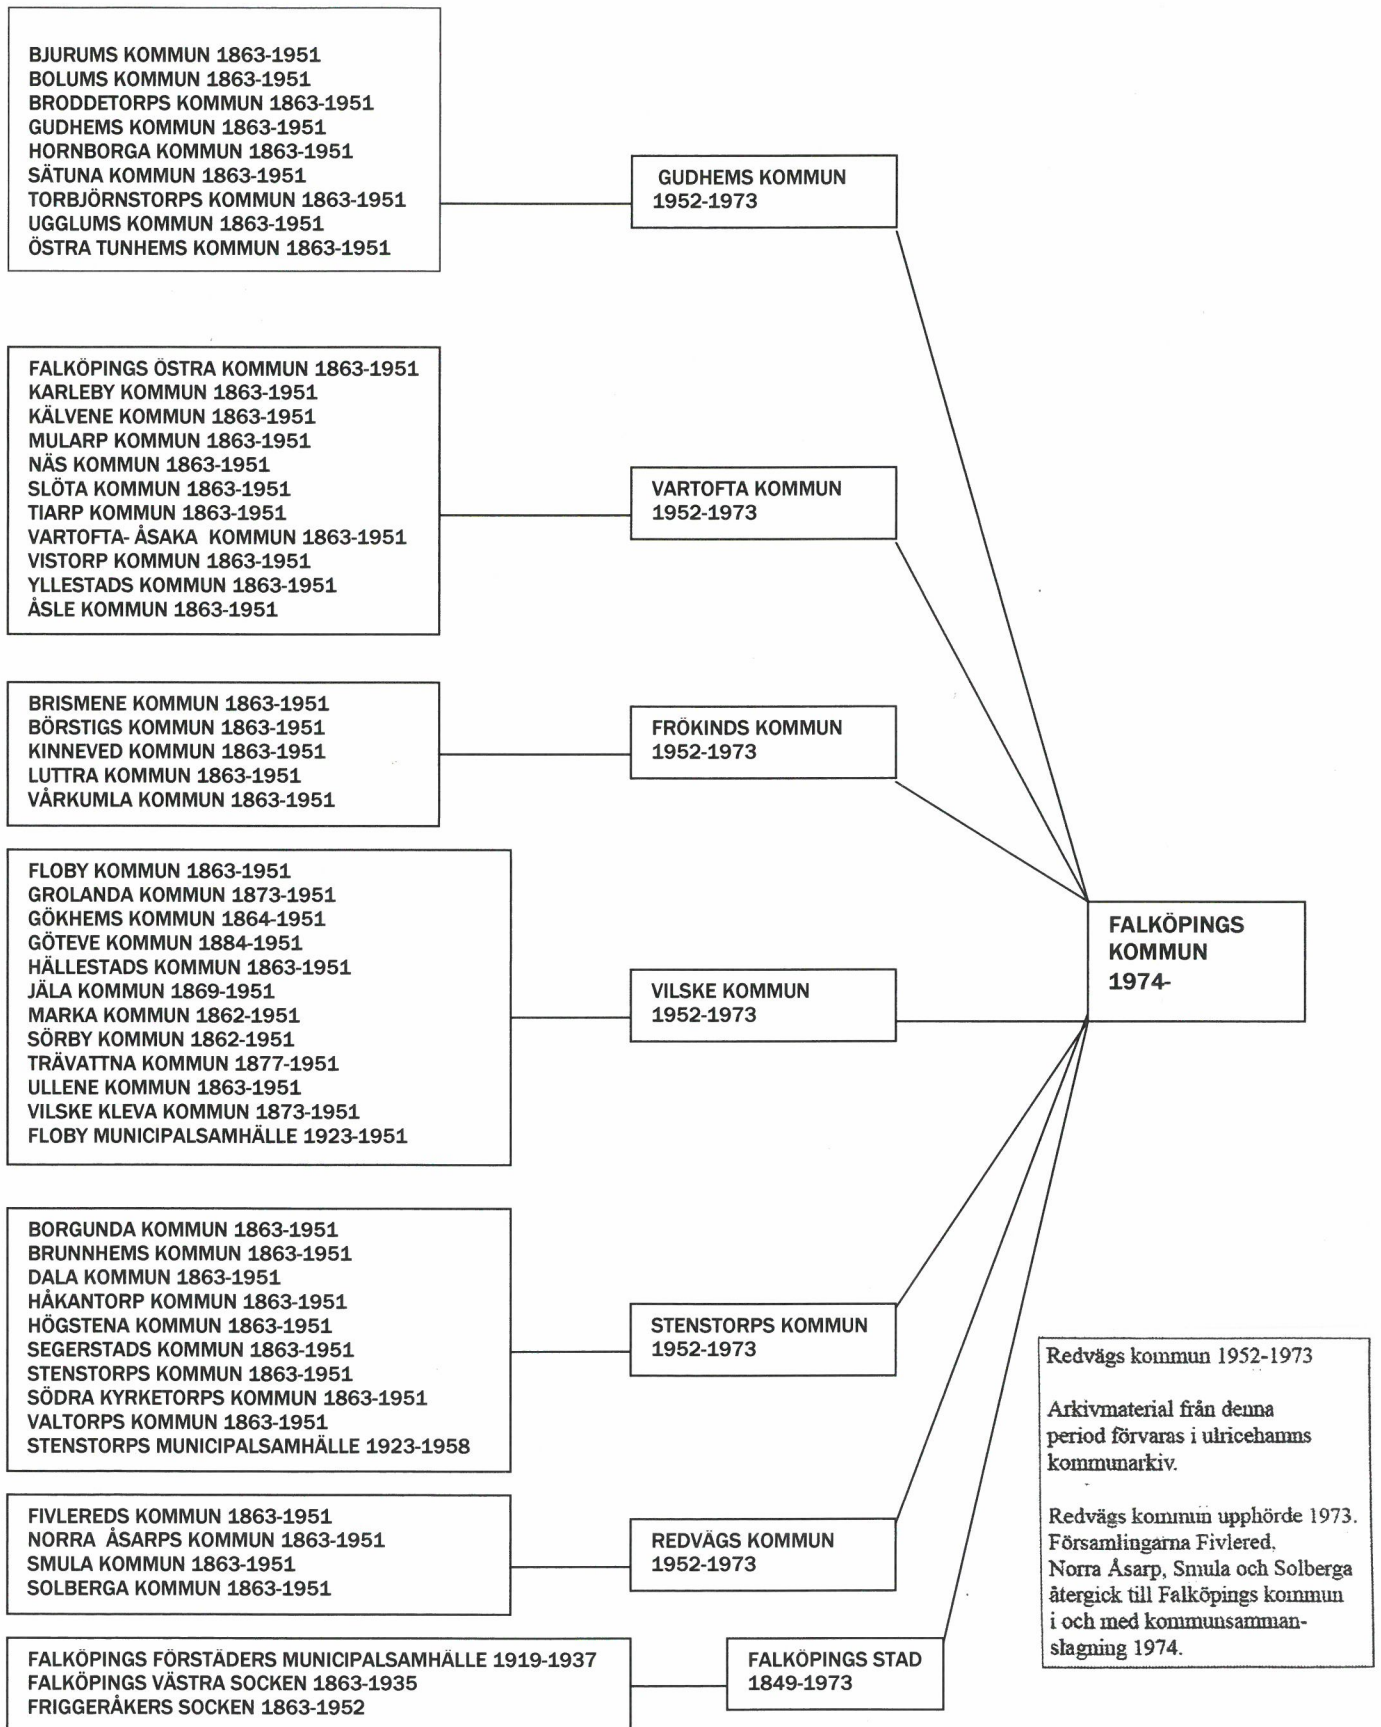 BJURUMS KOMMUN 1863-1951
BOLUMS KOMMUN 1863-1951
BRODDETORPS KOMMUN 1863-1951
GUDHEMS KOMMUN 1863-1951
HORNBORGA KOMMUN 1863-1951
SÄTUNA KOMMUN 1863-1951
TORBJÖRNSTORPS KOMMUN 1863-1951
UGGLUMS KOMMUN 1863-1951
ÖSTRA TUNHEMS KOMMUN 1863-1951
GUDHEMS KOMMUN
1952-1973
FALKÖPINGS ÖSTRA KOMMUN 1863-1951
KARLEBY KOMMUN 1863-1951
KÄLVENE KOMMUN 1863-1951
MULARP KOMMUN 1863-1951
NÄS KOMMUN 1863-1951
SLÖTA KOMMUN 1863-1951
TIARP KOMMUN 1863-1951
VARTOFTA- ÅSAKA KOMMUN 1863-1951
VISTORP KOMMUN 1863-1951
YLLESTADS KOMMUN 1863-1951
ÅSLE KOMMUN 1863-1951
VARTOFTA KOMMUN
1952-1973
BRISMENE KOMMUN 1863-1951
BÖRSTIGS KOMMUN 1863-1951
KINNEVED KOMMUN 1863-1951
LUTTRA KOMMUN 1863-1951
VÅRKUMLA KOMMUN 1863-1951
FRÖKINDS KOMMUN
1952-1973
FLOBY KOMMUN 1863-1951
GROLANDA KOMMUN 1873-1951
GÖKHEMS KOMMUN 1864-1951
GÖTEVE KOMMUN 1884-1951
HÄLLESTADS KOMMUN 1863-1951
JÄLA KOMMUN 1869-1951
MARKA KOMMUN 1862-1951
SÖRBY KOMMUN 1862-1951
TRÄVATTNA KOMMUN 1877-1951
ULLENE KOMMUN 1863-1951
VILSKE KLEVA KOMMUN 1873-1951
FLOBY MUNICIPALSAMHÄLLE 1923-1951
VILSKE KOMMUN
1952-1973
FALKÖPINGS
KOMMUN
1974-
BORGUNDA KOMMUN 1863-1951
BRUNNHEMS KOMMUN 1863-1951
DALA KOMMUN 1863-1951
HÅKANTORP KOMMUN 1863-1951
HÖGSTENA KOMMUN 1863-1951
SEGERSTADS KOMMUN 1863-1951
STENSTORPS KOMMUN 1863-1951
SÖDRA KYRKETORPS KOMMUN 1863-1951
VALTORPS KOMMUN 1863-1951
STENSTORPS MUNICIPALSAMHÄLLE 1923-1958
STENSTORPS KOMMUN
1952-1973
FIVLEREDS KOMMUN 1863-1951
NORRA ÅSARPS KOMMUN 1863-1951
SMULA KOMMUN 1863-1951
SOLBERGA KOMMUN 1863-1951
REDVÄGS KOMMUN
1952-1973
FALKÖPINGS FÖRSTÄDERS MUNICIPALSAMHÄLLE 1919-1937
FALKÖPINGS VÄSTRA SOCKEN 1863-1935
FRIGGERÅKERS SOCKEN 1863-1952
FALKÖPINGS STAD
1849-1973
Redvägs kommun 1952-1973
Arkivmaterial från denna
period förvaras i ulricehamns
kommunarkiv.
Redvägs kommun upphörde 1973.
Församlingarna Fivlered,
Norra Åsarp, Smula och Solberga
återgick till Falköpings kommun
i och med kommunsamman-
slagning 1974.